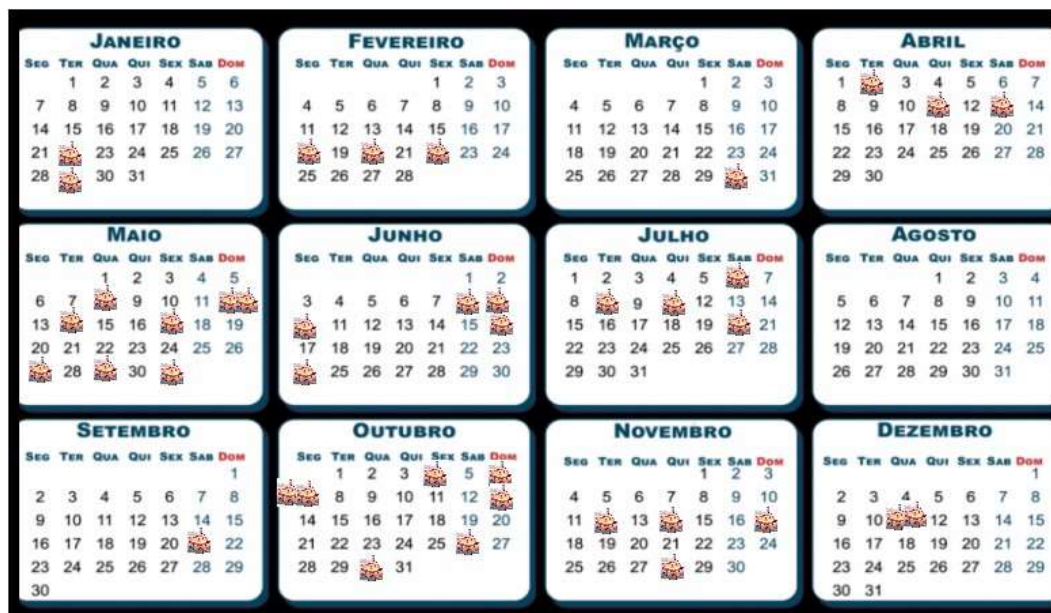 JANEIRO
SEG TER QUA QUI SEX SAB DOM
1 2 3 4 5 6
7 8 9 10 11 12 13
14 15 16 17 18 19 20
21 23 24 25 26 27
28 30 31
FEVEREIRO
SEG TER QUA QUI SEX SAB DOM
1 2 3
4 5 6 7 8 9 10
11 12 13 14 15 16 17
19 21 23 24
25 26 27 28
MARÇO
SEG TER QUA QUI SEX SAB DOM
1 2 3
4 5 6 7 8 9 10
11 12 13 14 15 16 17
18 19 20 21 22 23 24
25 26 27 28 29 31
ABRIL
SEG TER QUA QUI SEX SAB DOM
1 3 4 5 6 7
8 9 10 12 14
15 16 17 18 19 20 21
22 23 24 25 26 27 28
29 30
MAIO
SEG TER QUA QUI SEX SAB DOM
1 2 3 4 5
6 7 9 10 11
13 15 16 18 19
20 21 22 23 24 25 26
28 30
JUNHO
SEG TER QUA QUI SEX SAB DOM
1 2
3 4 5 6 7
11 12 13 14 15
17 18 19 20 21 22 23
25 26 27 28 29 30
JULHO
SEG TER QUA QUI SEX SAB DOM
1 2 3 4 5 7
8 9 12 13 14
15 16 17 18 19 21
22 23 24 25 26 27 28
29 30 31
AGOSTO
SEG TER QUA QUI SEX SAB DOM
1 2 3 4
5 6 7 8 9 10 11
12 13 14 15 16 17 18
19 20 21 22 23 24 25
26 27 28 29 30 31
SETEMBRO
SEG TER QUA QUI SEX SAB DOM
1
2 3 4 5 6 7 8
9 10 11 12 13 14 15
16 17 18 19 20 22
23 24 25 26 27 28 29
30
OUTUBRO
SEG TER QUA QUI SEX SAB DOM
1 2 3 5
8 9 10 11 12
14 15 16 17 18 19 20
21 22 23 24 25 27
28 29 31
NOVEMBRO
SEG TER QUA QUI SEX SAB DOM
1 2 3
4 5 6 7 8 9 10
11 13 15 16
18 19 20 21 22 23 24
25 26 27 29 30
DEZEMBRO
SEG TER QUA QUI SEX SAB DOM
1
2 3 4 5 6 7 8
9 10 12 13 14 15
16 17 18 19 20 21 22
23 24 25 26 27 28 29
30 31